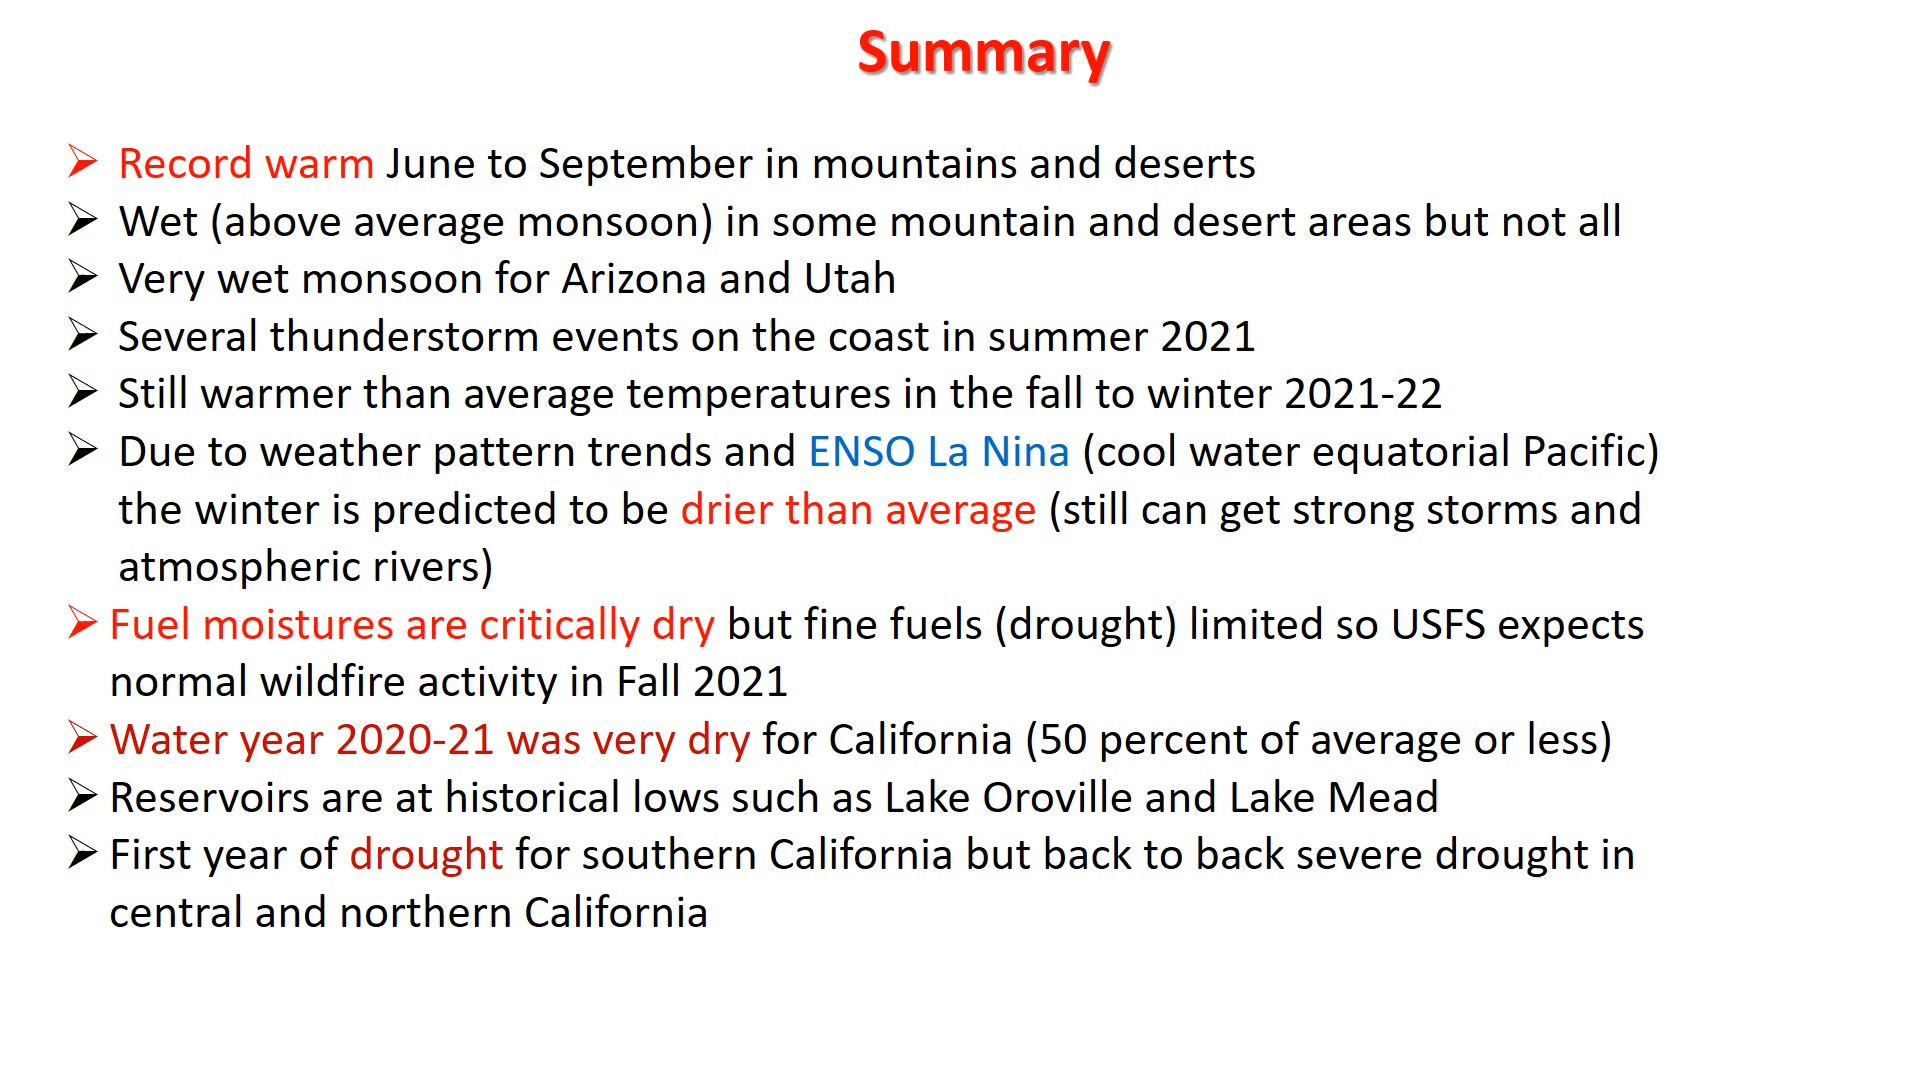 Summary
➢ Record warm June to September in mountains and deserts
➢ Wet (above average monsoon) in some mountain and desert areas but not all
➢ Very wet monsoon for Arizona and Utah
➢ Several thunderstorm events on the coast in summer 2021
➢ Still warmer than average temperatures in the fall to winter 2021-22
➢ Due to weather pattern trends and ENSO La Nina (cool water equatorial Pacific)
the winter is predicted to be drier than average (still can get strong storms and
atmospheric rivers)
➢ Fuel moistures are critically dry but fine fuels (drought) limited so USFS expects
normal wildfire activity in Fall 2021
➢ Water year 2020-21 was very dry for California (50 percent of average or less)
➢ Reservoirs are at historical lows such as Lake Oroville and Lake Mead
➢ First year of drought for southern California but back to back severe drought in
central and northern California